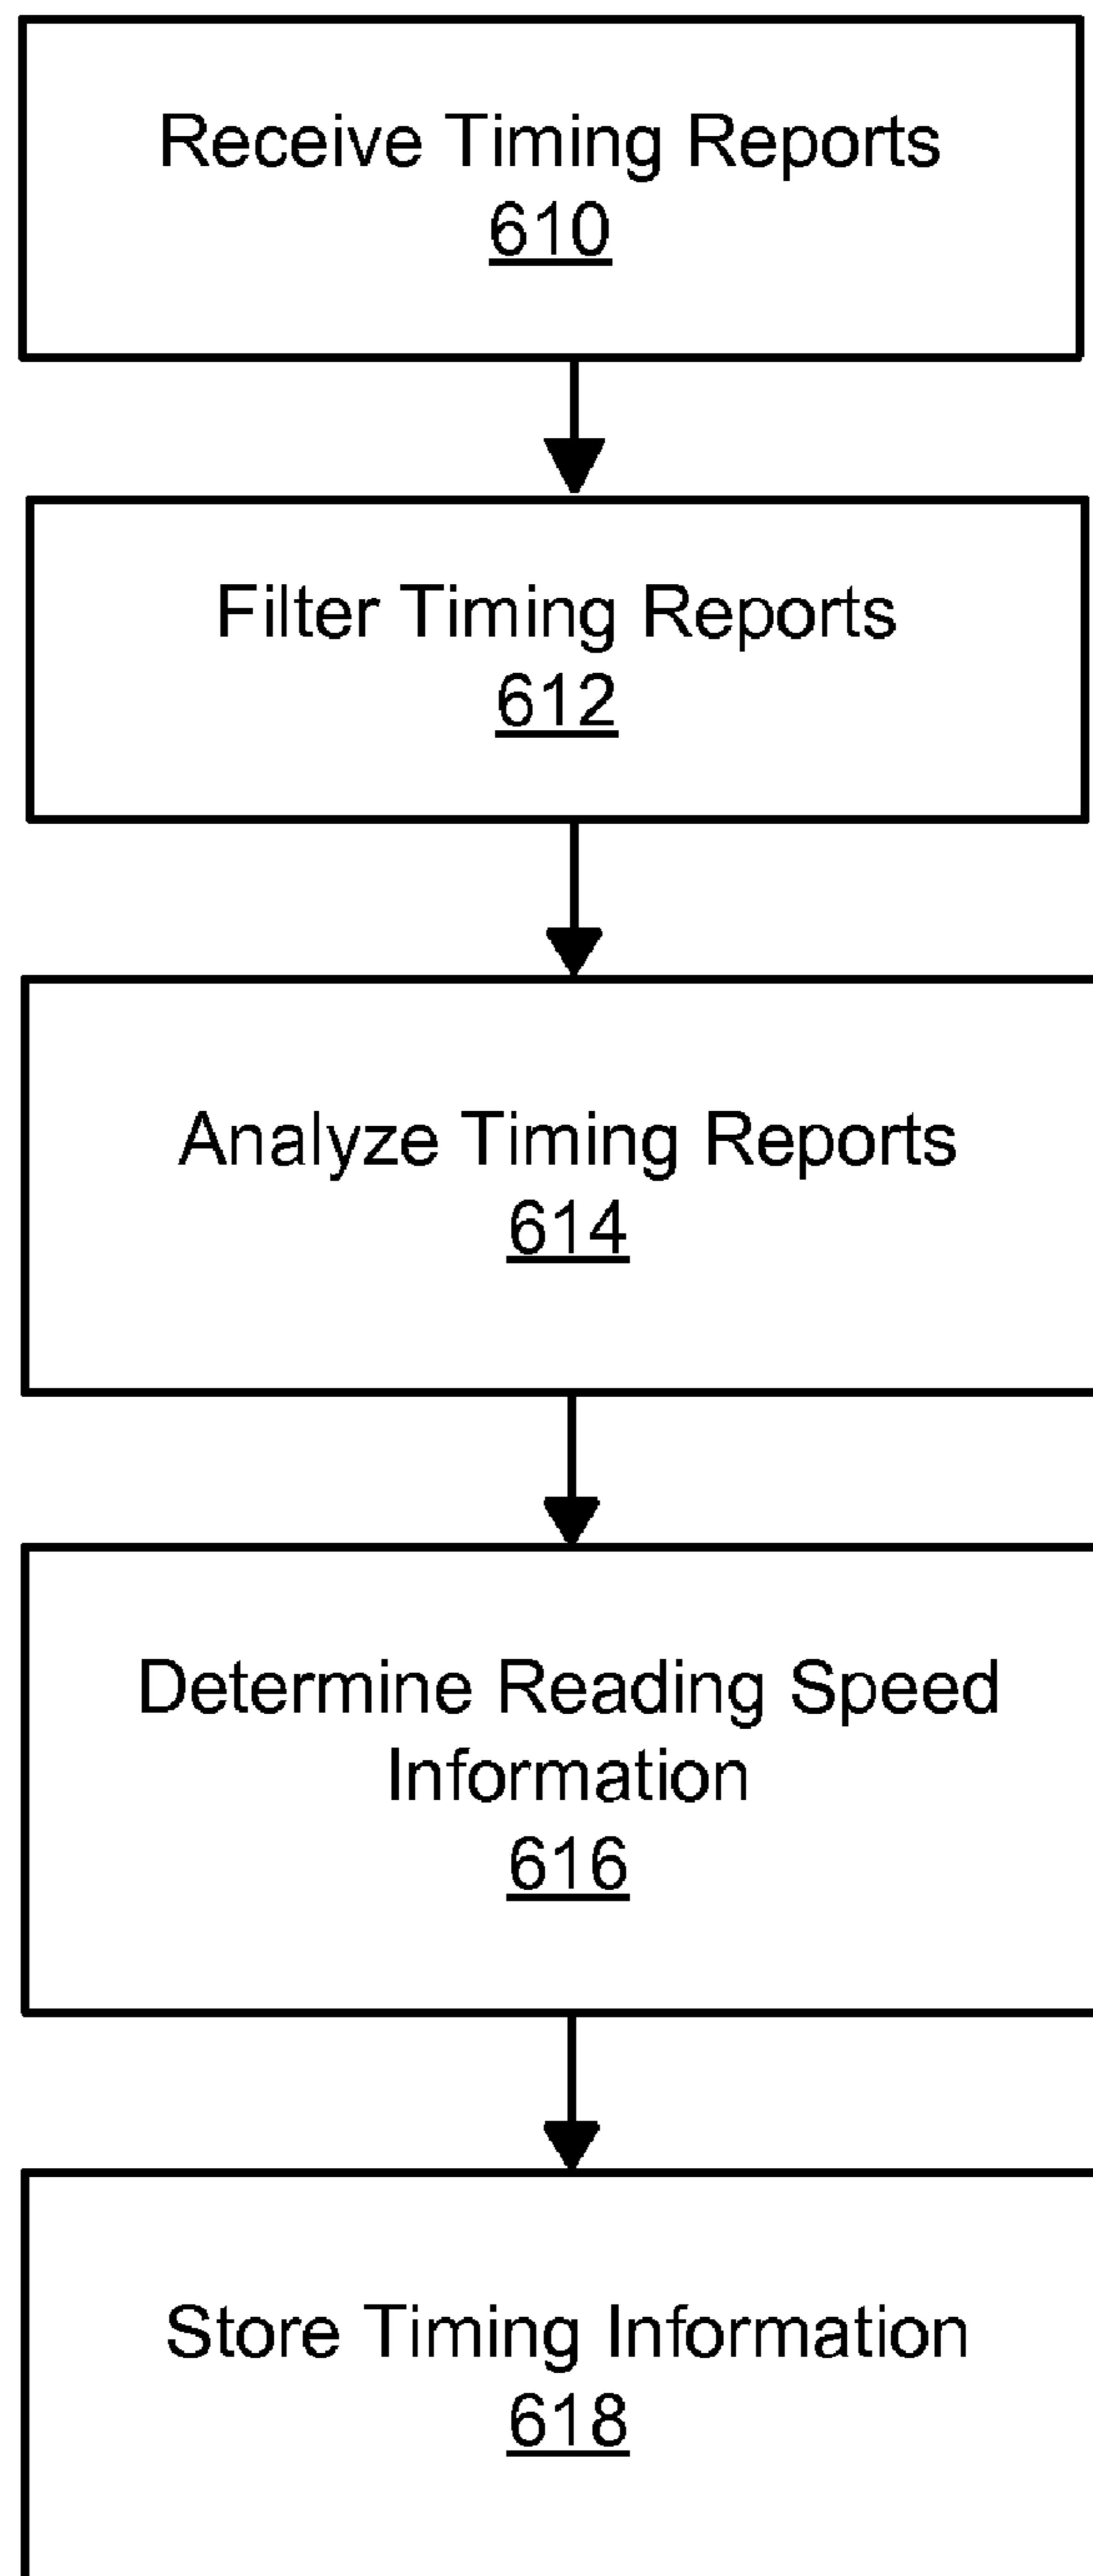 Receive Timing Reports
610
Filter Timing Reports
612
Analyze Timing Reports
614
Determine Reading Speed
Information
616
Store Timing Information
618